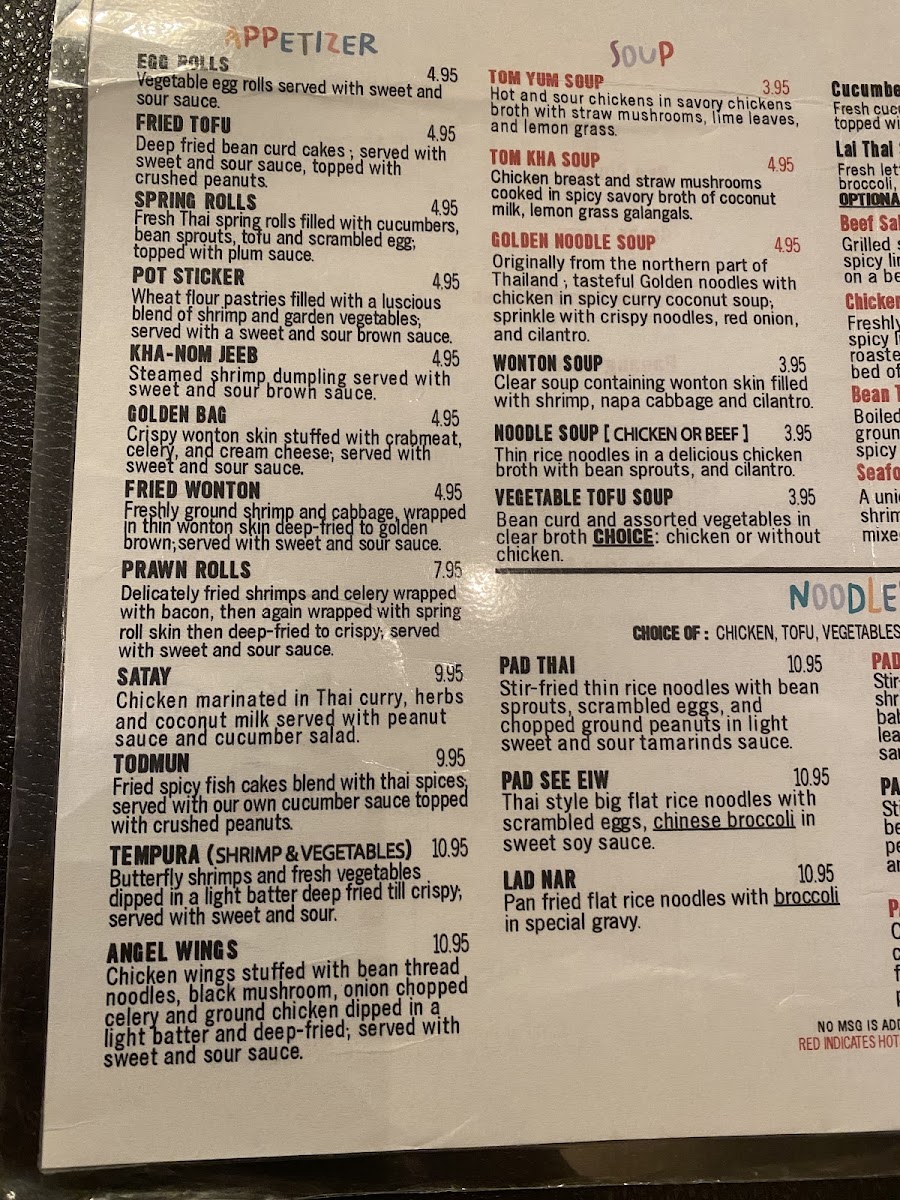 APPETIZER
EGG ROLLS 4.95
Vegetable egg rolls served with sweet and
sour sauce.
FRIED TOFU 4.95
Deep fried bean curd cakes ; served with
sweet and sour sauce, topped with
crushed peanuts.
SPRING ROLLS 4.95
Fresh Thai spring rolls filled with cucumbers,
bean sprouts, tofu and scrambled egg;
topped with plum sauce.
POT STICKER 4.95
Wheat flour pastries filled with a luscious
blend of shrimp and garden vegetables;
served with a sweet and sour brown sauce.
KHA-NOM JEEB 4.95
Steamed shrimp dumpling served with
sweet and sour brown sauce.
GOLDEN BAG 4.95
Crispy wonton skin stuffed with crabmeat,
celery, and cream cheese; served with
sweet and sour sauce.
FRIED WONTON 4.95
Freshly ground shrimp and cabbage, wrapped
in thin wonton skin deep-fried to golden
brown;served with sweet and sour sauce.
PRAWN ROLLS 7.95
Delicately fried shrimps and celery wrapped
with bacon, then again wrapped with spring
roll skin then deep-fried to crispy; served
with sweet and sour sauce.
SATAY 9.95
Chicken marinated in Thai curry, herbs
and coconut milk served with peanut
sauce and cucumber salad.
TODMUN 9.95
Fried spicy fish cakes blend with thai spices;
served with our own cucumber sauce topped
with crushed peanuts.
TEMPURA (SHRIMP & VEGETABLES) 10.95
Butterfly shrimps and fresh vegetables
dipped in a light batter deep fried till crispy;
served with sweet and sour.
ANGEL WINGS 10.95
Chicken wings stuffed with bean thread
noodles, black mushroom, onion chopped
celery and ground chicken dipped in a
light batter and deep-fried; served with
sweet and sour sauce.
SOUP
TOM YUM SOUP 3.95
Hot and sour chickens in savory chickens
broth with straw mushrooms, lime leaves,
and lemon grass.
TOM KHA SOUP 4.95
Chicken breast and straw mushrooms
cooked in spicy savory broth of coconut
milk, lemon grass galangals.
GOLDEN NOODLE SOUP 4.95
Originally from the northern part of
Thailand ; tasteful Golden noodles with
chicken in spicy curry coconut soup;
sprinkle with crispy noodles, red onion,
and cilantro.
WONTON SOUP 3.95
Clear soup containing wonton skin filled
with shrimp, napa cabbage and cilantro.
NOODLE SOUP [ CHICKEN OR BEEF ] 3.95
Thin rice noodles in a delicious chicken
broth with bean sprouts, and cilantro.
VEGETABLE TOFU SOUP 3.95
Bean curd and assorted vegetables in
clear broth CHOICE: chicken or without
chicken.
Fresh
topped
Lal Thai
Fresh
broccoli,
Beef
Grilled
spicy
on a
Freshly
spicy
bed of
Bean
Boiled
spicy
NOODLE
CHOICE OF : CHICKEN, TOFU, VEGETABLES
PAD THAI 10.95
Stir-fried thin rice noodles with bean
sprouts, scrambled eggs, and
chopped ground peanuts in light
sweet and sour tamarinds sauce.
PAD SEE EIW 10.95
Thai style big flat rice noodles with
scrambled eggs, chinese broccoli in
sweet soy sauce.
LAD NAR 10.95
Pan fried flat rice noodles with broccoli
in special gravy.
PAD
NO MSG IS
RED INDICATES HOT